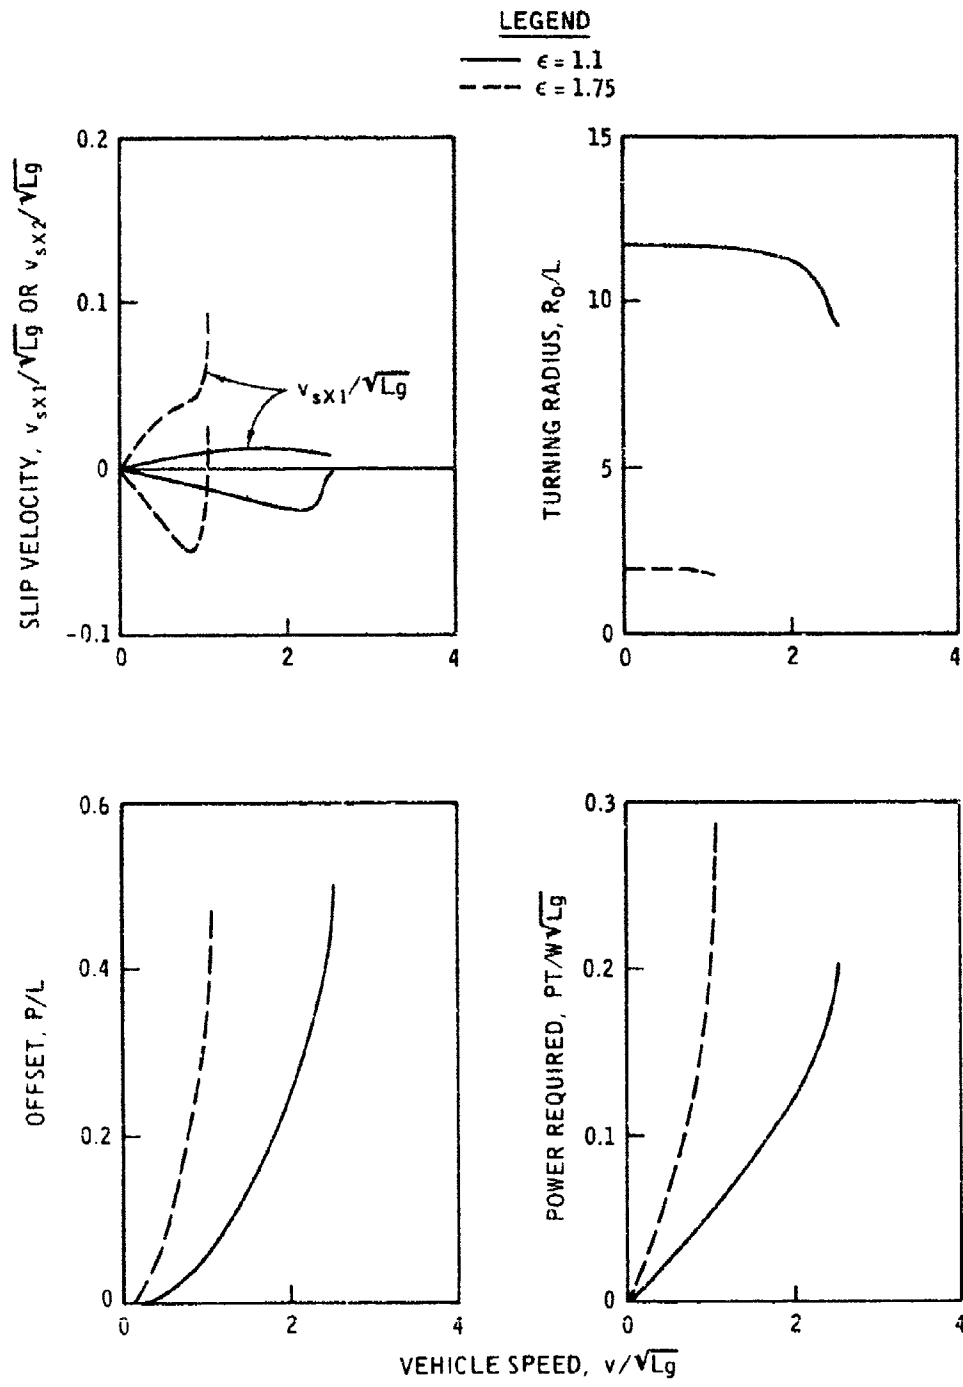 LEGEND
ϵ = 1.1
ϵ = 1.75
SLIP VELOCITY, v_sX1/√Lg OR v_sX2/√Lg
0.2
0.1
0
-0.1
0 2 4
v_sX1/√Lg
TURNING RADIUS, R_0/L
15
10
5
0
0 2 4
OFFSET, P/L
0.6
0.4
0.2
0
0 2 4
POWER REQUIRED, PT/W√Lg
0.3
0.2
0.1
0
0 2 4
VEHICLE SPEED, v/√Lg